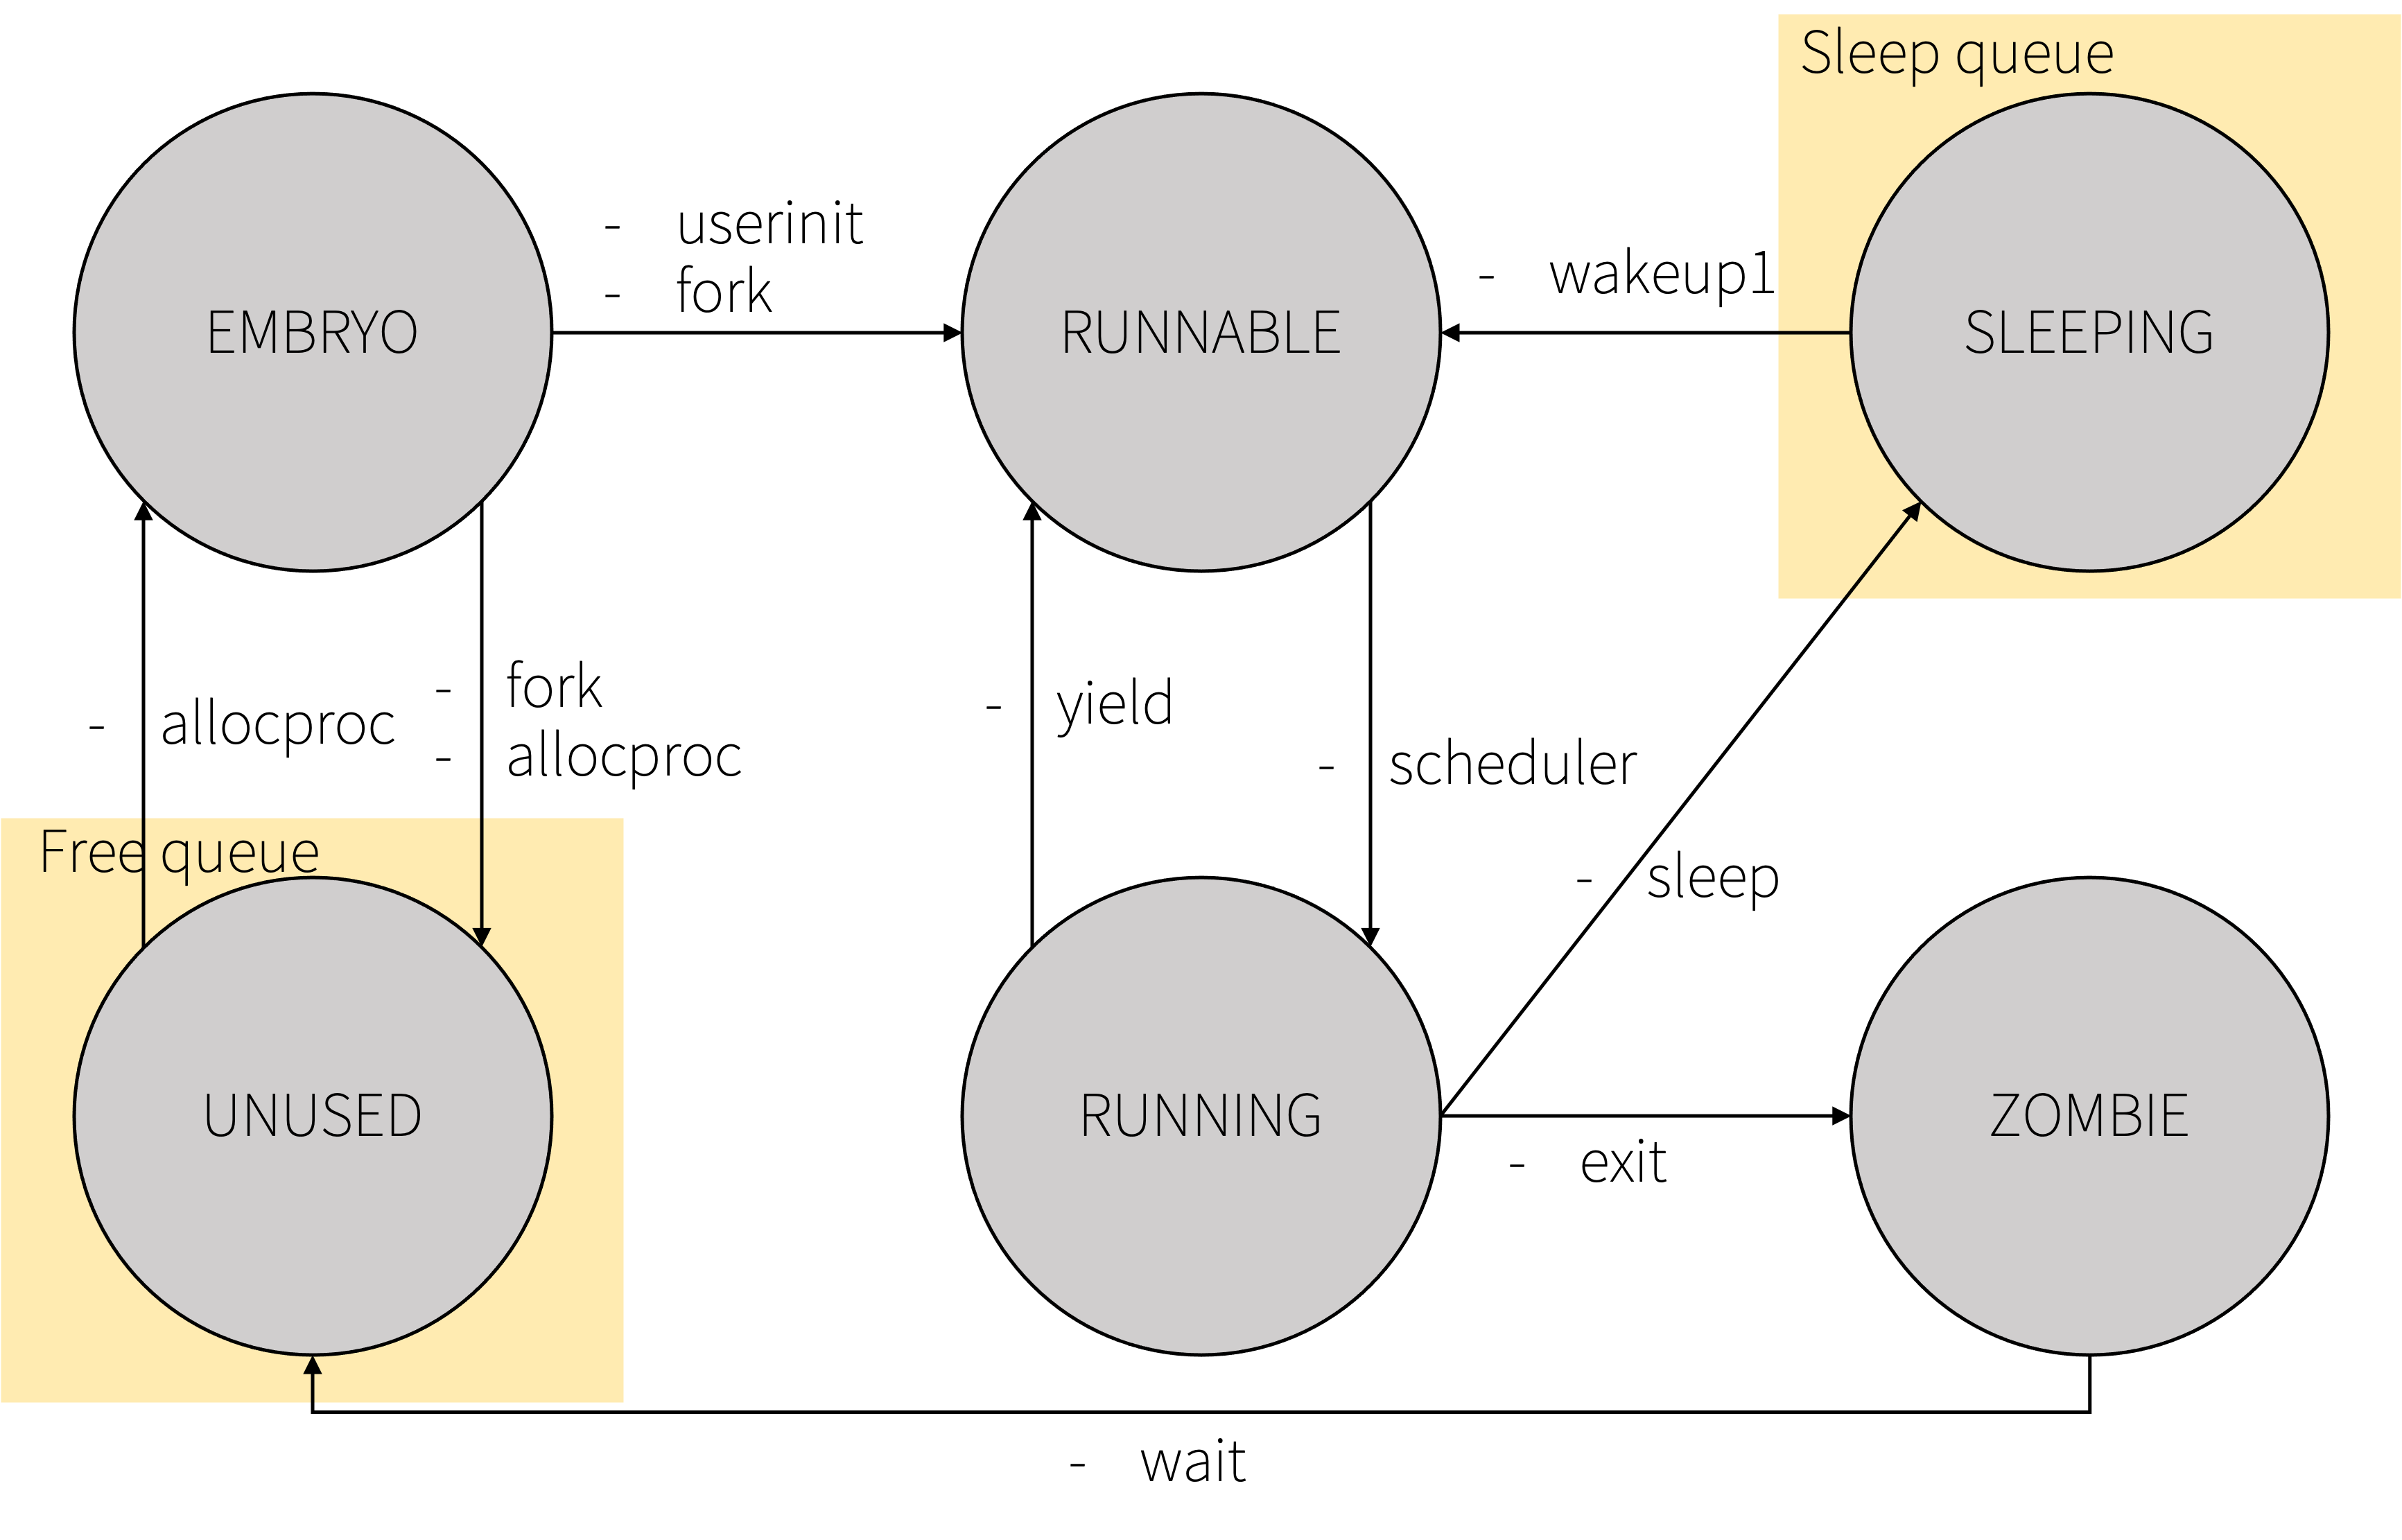 Sleep queue
- userinit
- fork
- wakeup1
EMBRYO
RUNNABLE
SLEEPING
- allocproc
- fork
- allocproc
- yield
- scheduler
- sleep
Free queue
UNUSED
RUNNING
ZOMBIE
- exit
- wait